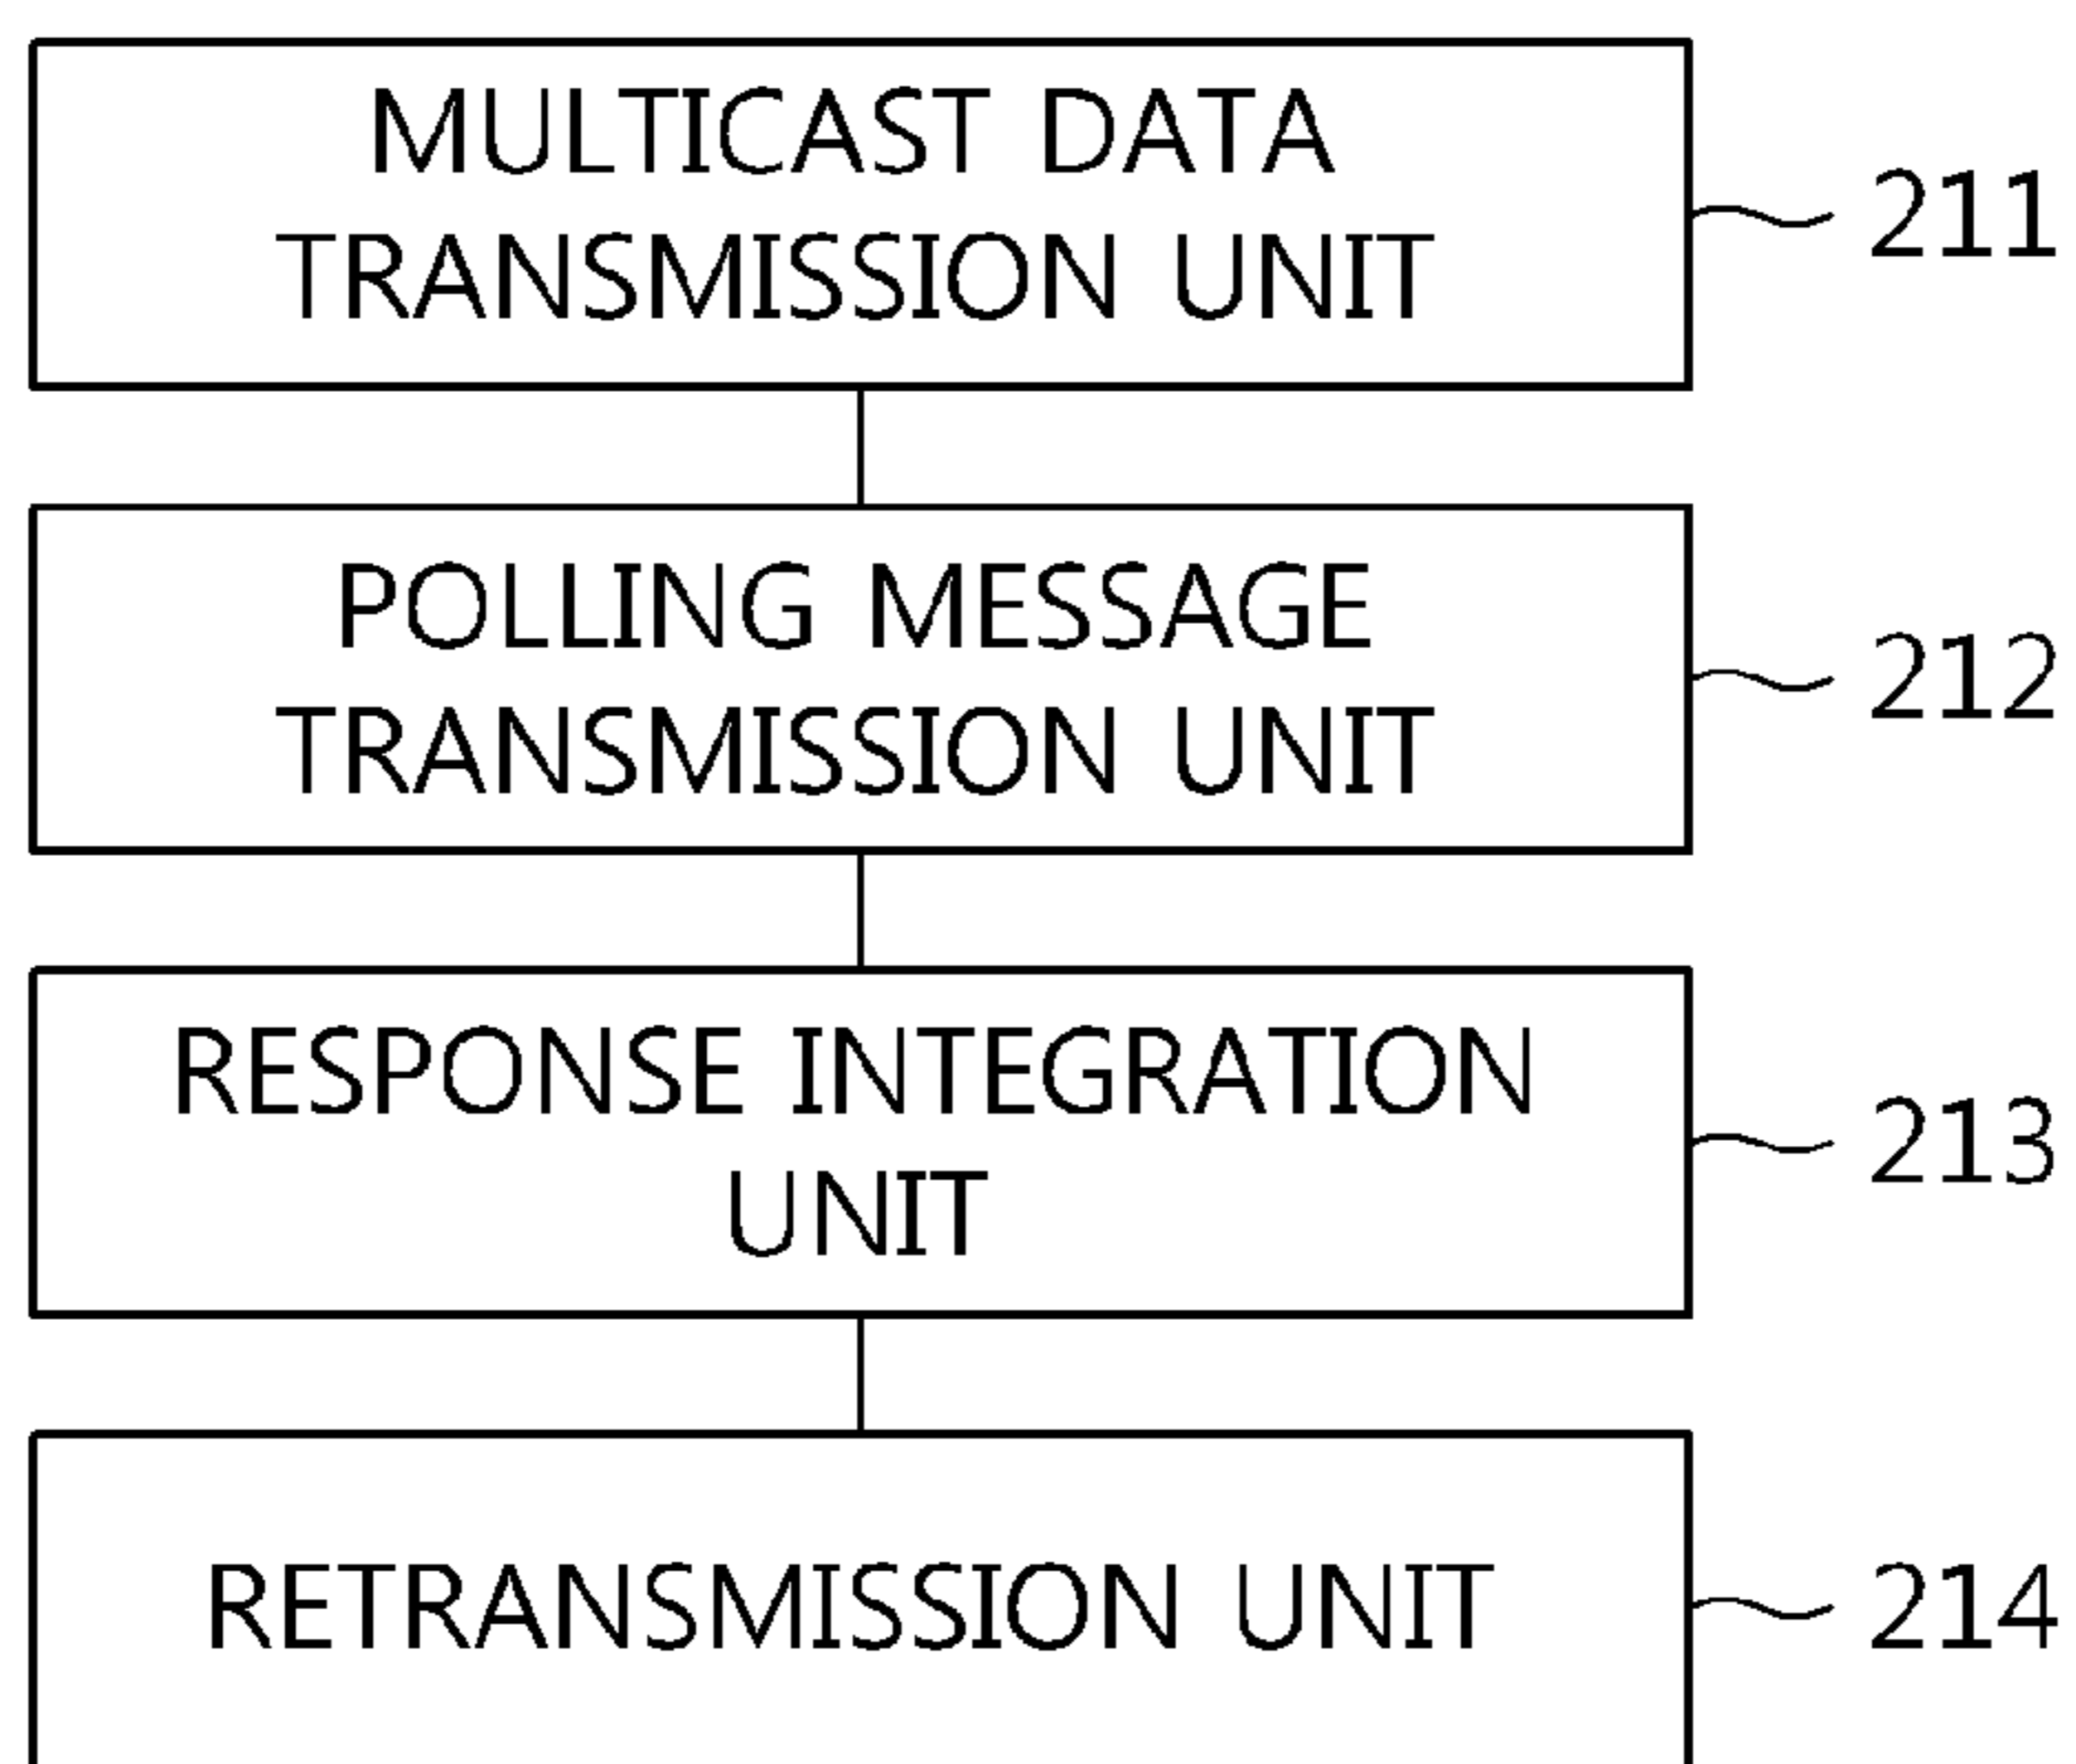 MULTICAST DATA
TRANSMISSION UNIT
211
POLLING MESSAGE
TRANSMISSION UNIT
212
RESPONSE INTEGRATION
UNIT
213
RETRANSMISSION UNIT
214